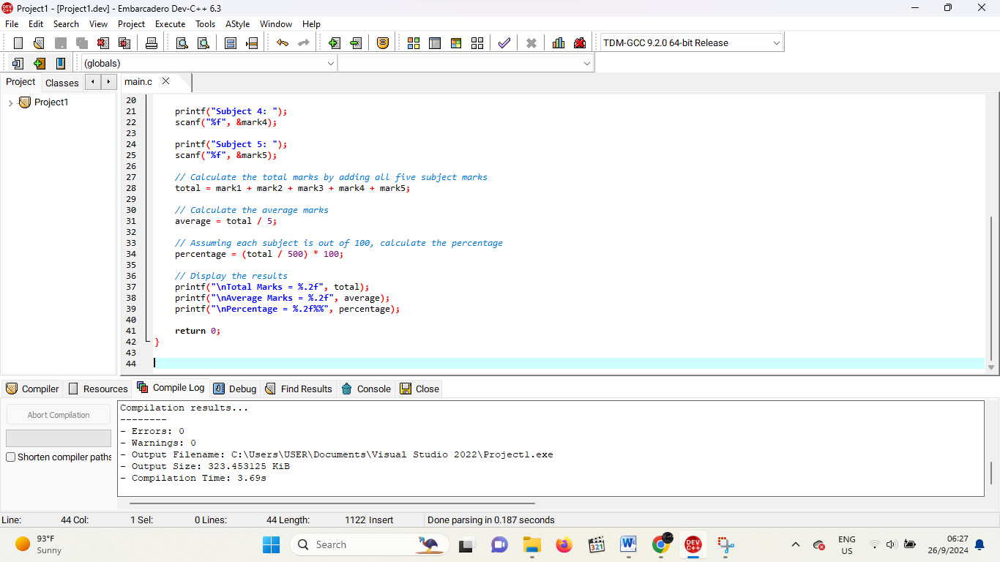 Project1 - [Project1.dev] - Embarcadero Dev-C++ 6.3
File Edit Search View Project Execute Tools AStyle Window Help
TDM-GCC 9.2.0 64-bit Release
(globals)
Project Classes
main.c
Project1
20
21 printf("Subject 4: ");
22 scanf("%f", &mark4);
23
24 printf("Subject 5: ");
25 scanf("%f", &mark5);
26
27 // Calculate the total marks by adding all five subject marks
28 total = mark1 + mark2 + mark3 + mark4 + mark5;
29
30 // Calculate the average marks
31 average = total / 5;
32
33 // Assuming each subject is out of 100, calculate the percentage
34 percentage = (total / 500) * 100;
35
36 // Display the results
37 printf("\nTotal Marks = %.2f", total);
38 printf("\nAverage Marks = %.2f", average);
39 printf("\nPercentage = %.2f%%", percentage);
40
41 return 0;
42 }
43
44
Compiler Resources Compile Log Debug Find Results Console Close
Abort Compilation
Shorten compiler paths
Compilation results...
--------
- Errors: 0
- Warnings: 0
- Output Filename: C:\Users\USER\Documents\Visual Studio 2022\Project1.exe
- Output Size: 323.453125 KiB
- Compilation Time: 3.69s
Line: 44 Col: 1 Sel: 0 Lines: 44 Length: 1122 Insert Done parsing in 0.187 seconds
93°F
Sunny
Search
321
DEV
C++
ENG
US
06:27
26/9/2024